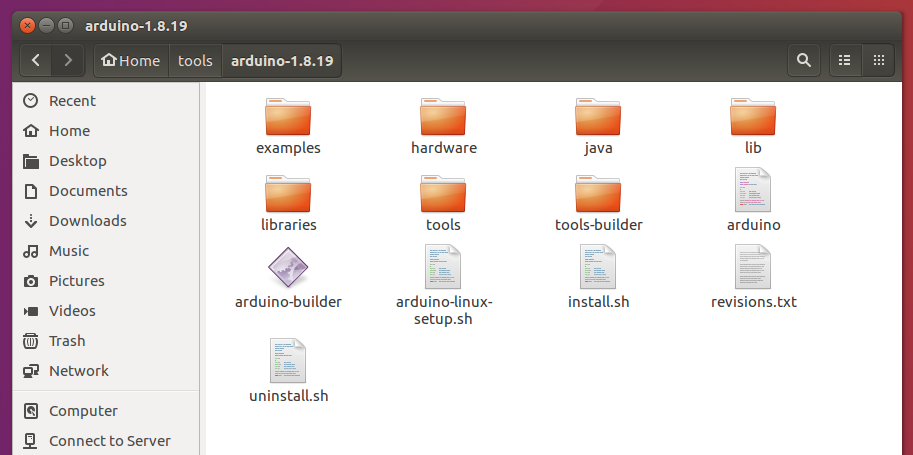 arduino-1.8.19
Home tools arduino-1.8.19
Recent
Home
Desktop
Documents
Downloads
Music
Pictures
Videos
Trash
Network
Computer
Connect to Server
examples hardware java lib
libraries tools tools-builder arduino
arduino-builder arduino-linux-setup.sh install.sh revisions.txt
uninstall.sh